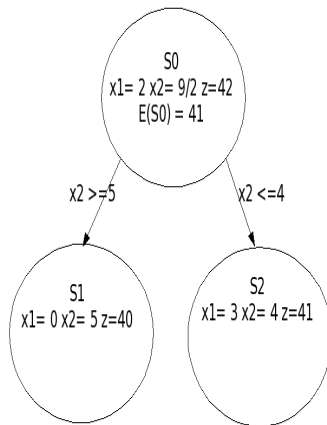 S0
x1= 2 x2= 9/2 z=42
E(S0) = 41
x2 >=5
x2 <=4
S1
x1= 0 x2= 5 z=40
S2
x1= 3 x2= 4 z=41